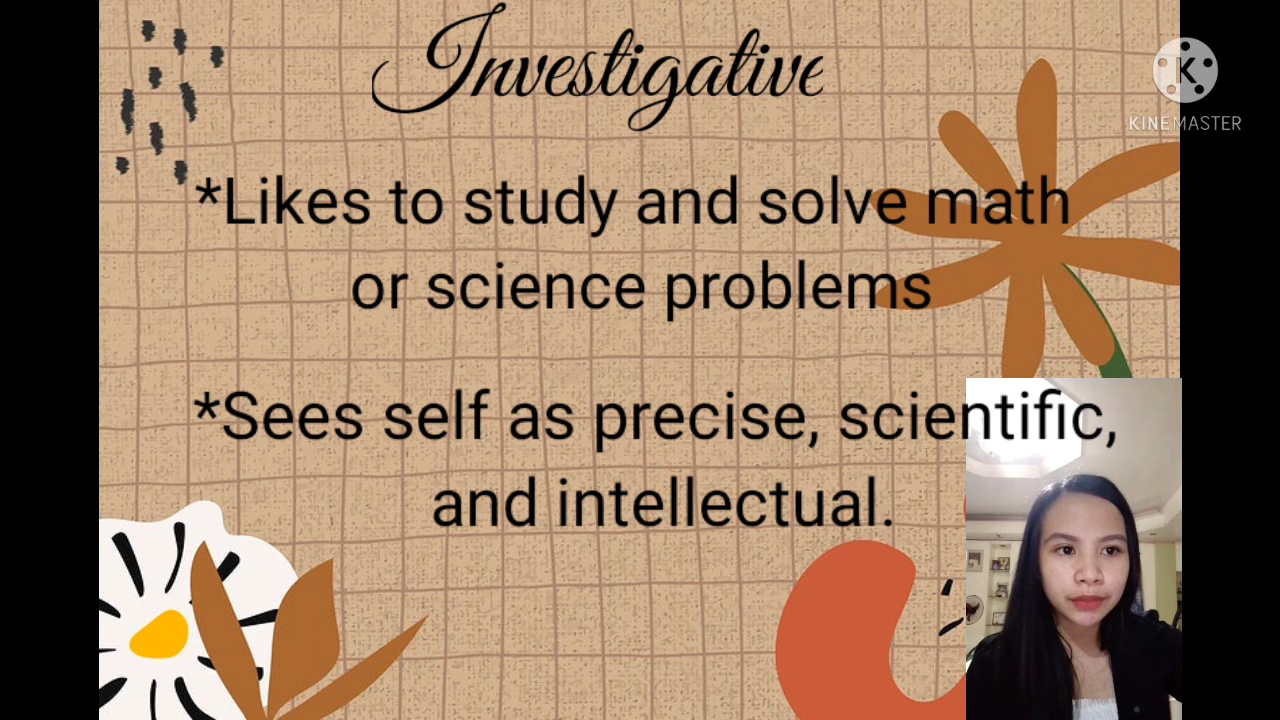 Investigative
K
KINEMASTER
*Likes to study and solve math
or science problems
*Sees self as precise, scientific,
and intellectual.